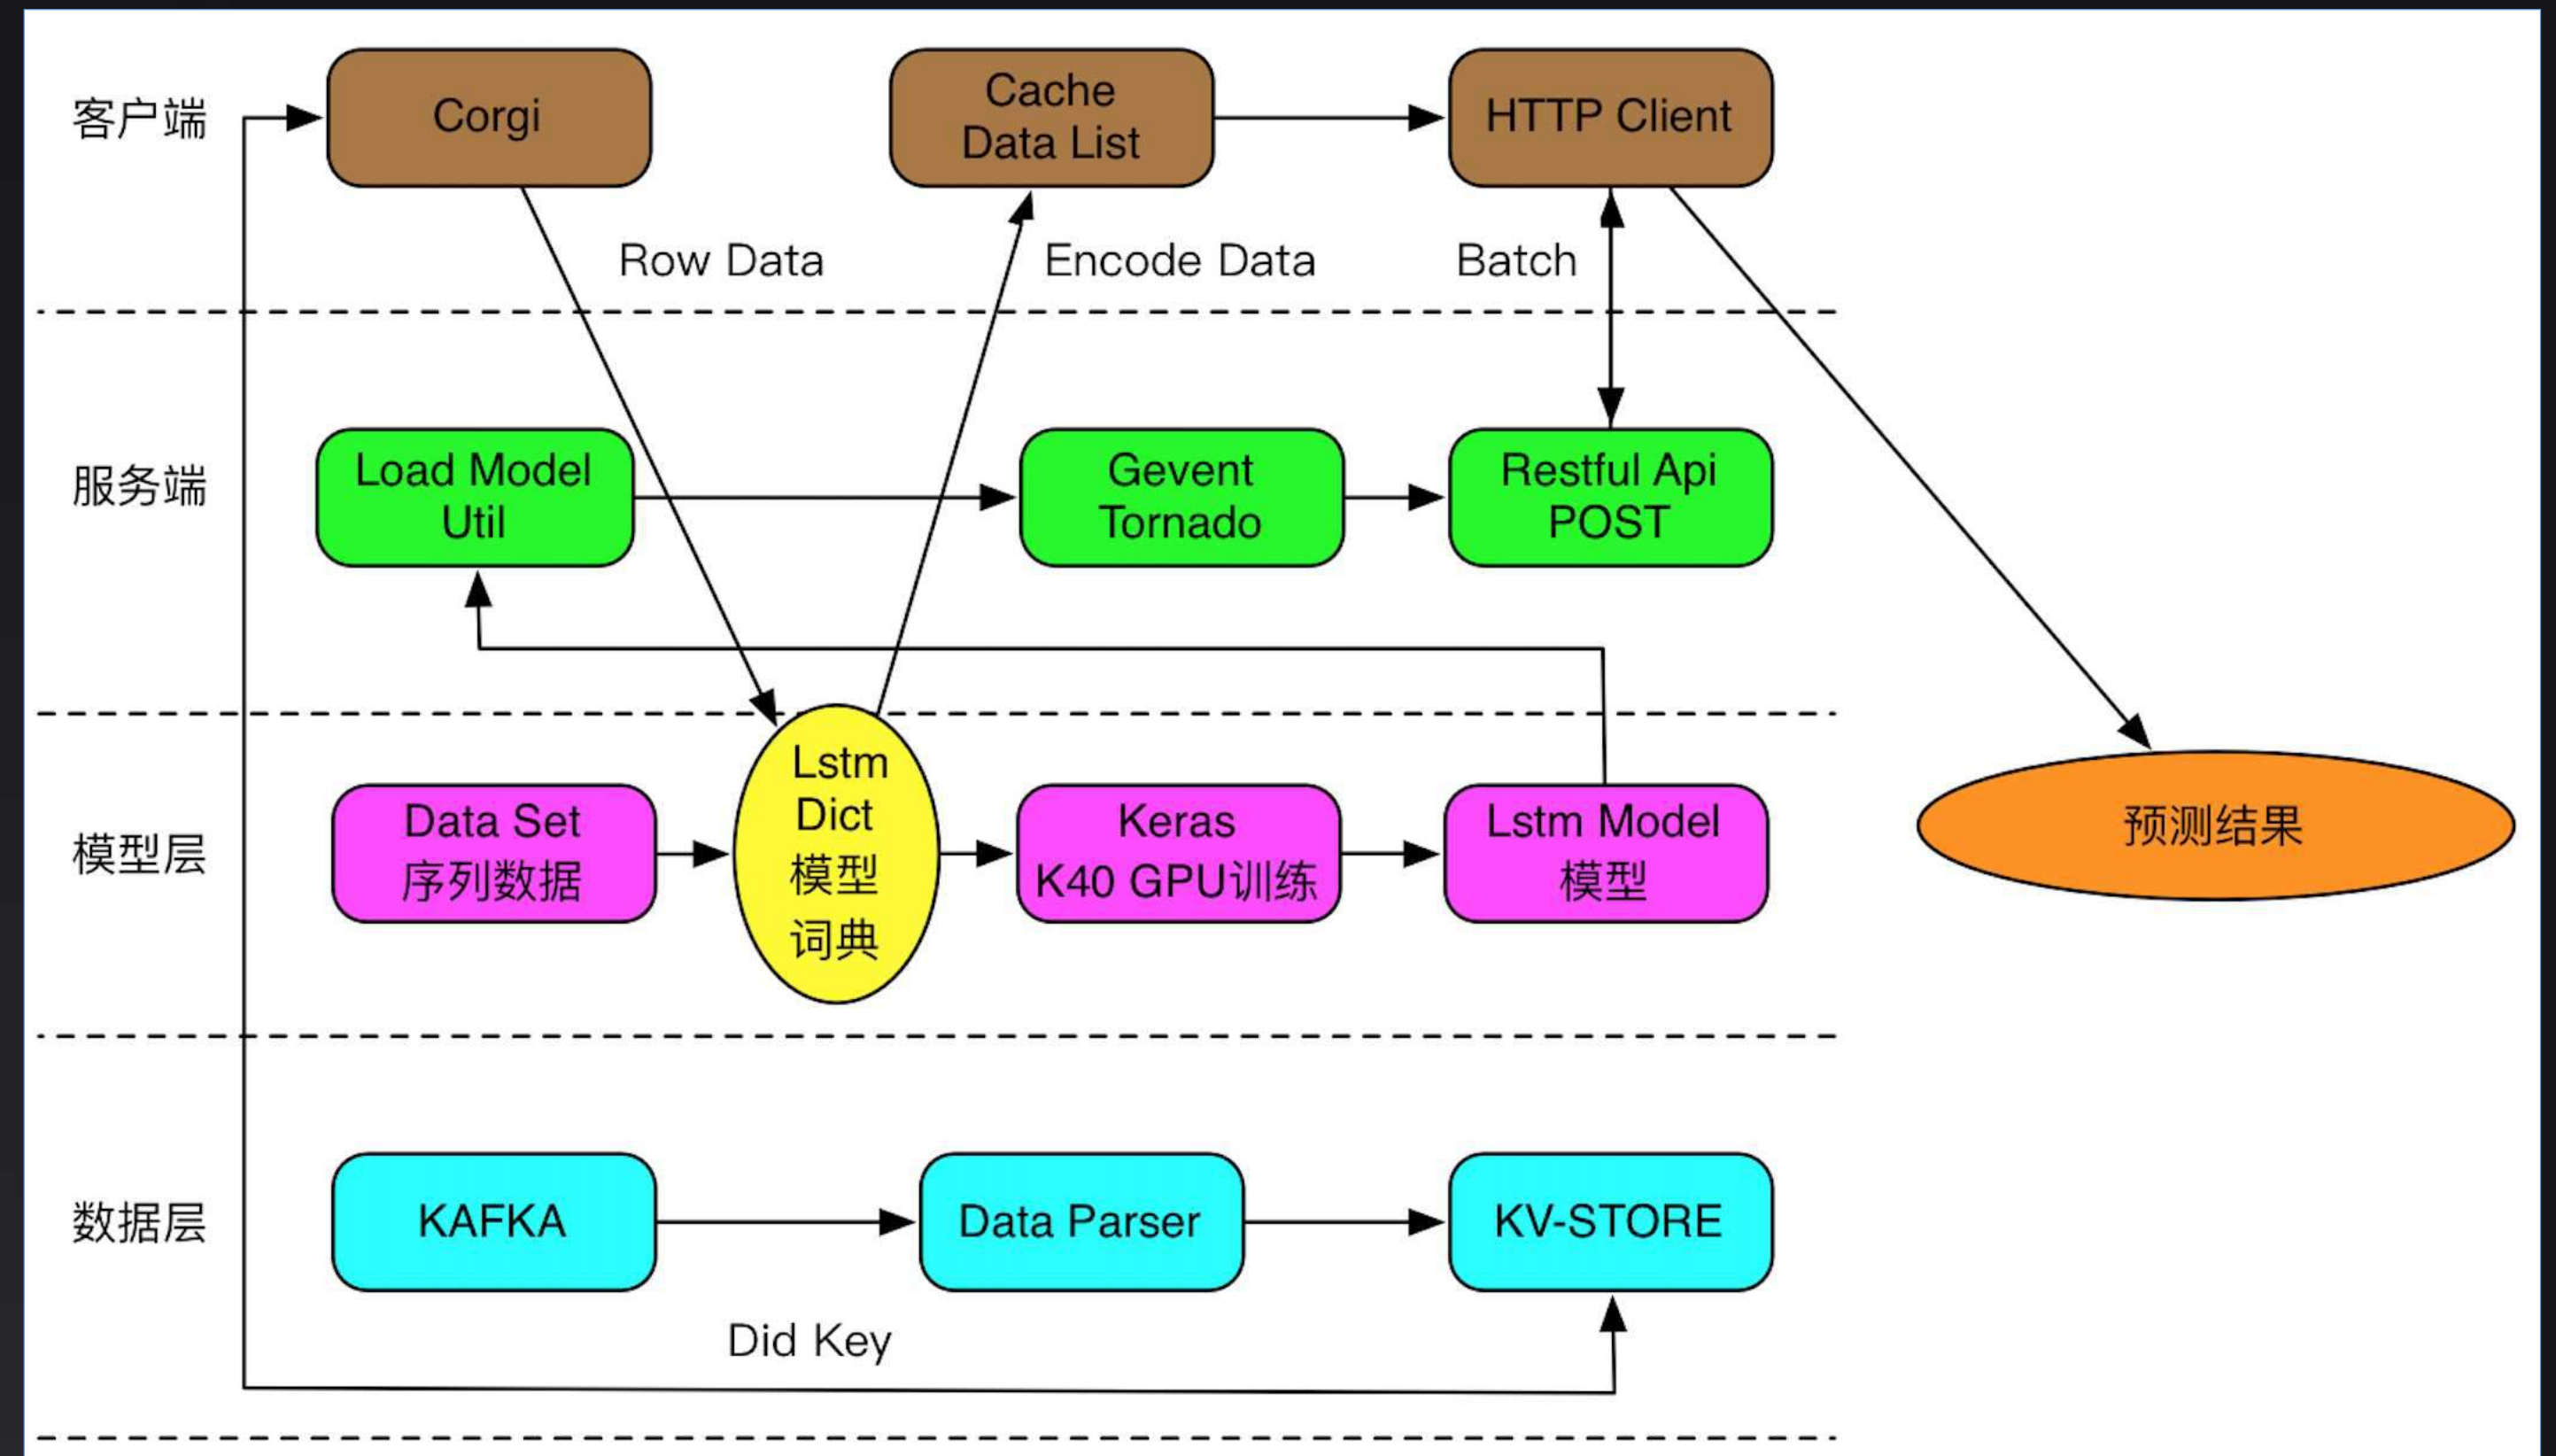 客户端
Corgi
Cache
Data List
HTTP Client
Row Data
Encode Data
Batch
服务端
Load Model
Util
Gevent
Tornado
Restful Api
POST
模型层
Data Set
序列数据
Lstm
Dict
模型
词典
Keras
K40 GPU训练
Lstm Model
模型
预测结果
数据层
KAFKA
Data Parser
KV-STORE
Did Key